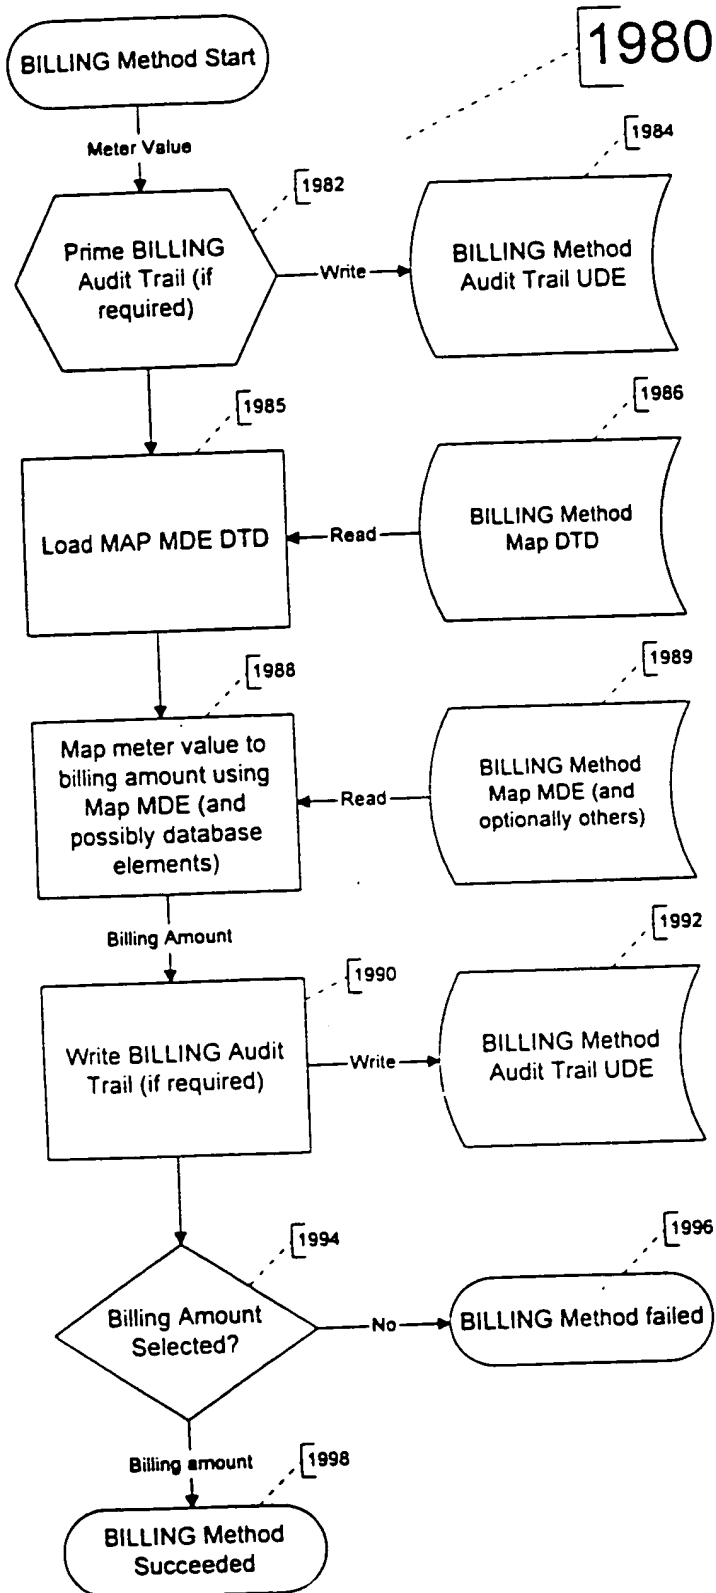 1980
BILLING Method Start
Meter Value
1982
1984
Prime BILLING
Audit Trail (if
required)
Write
BILLING Method
Audit Trail UDE
1985
1986
Load MAP MDE DTD
Read
BILLING Method
Map DTD
1988
1989
Map meter value to
billing amount using
Map MDE (and
possibly database
elements)
Read
BILLING Method
Map MDE (and
optionally others)
Billing Amount
1990
1992
Write BILLING Audit
Trail (if required)
Write
BILLING Method
Audit Trail UDE
1994
1996
Billing Amount
Selected?
No
BILLING Method failed
Billing amount
1998
BILLING Method
Succeeded